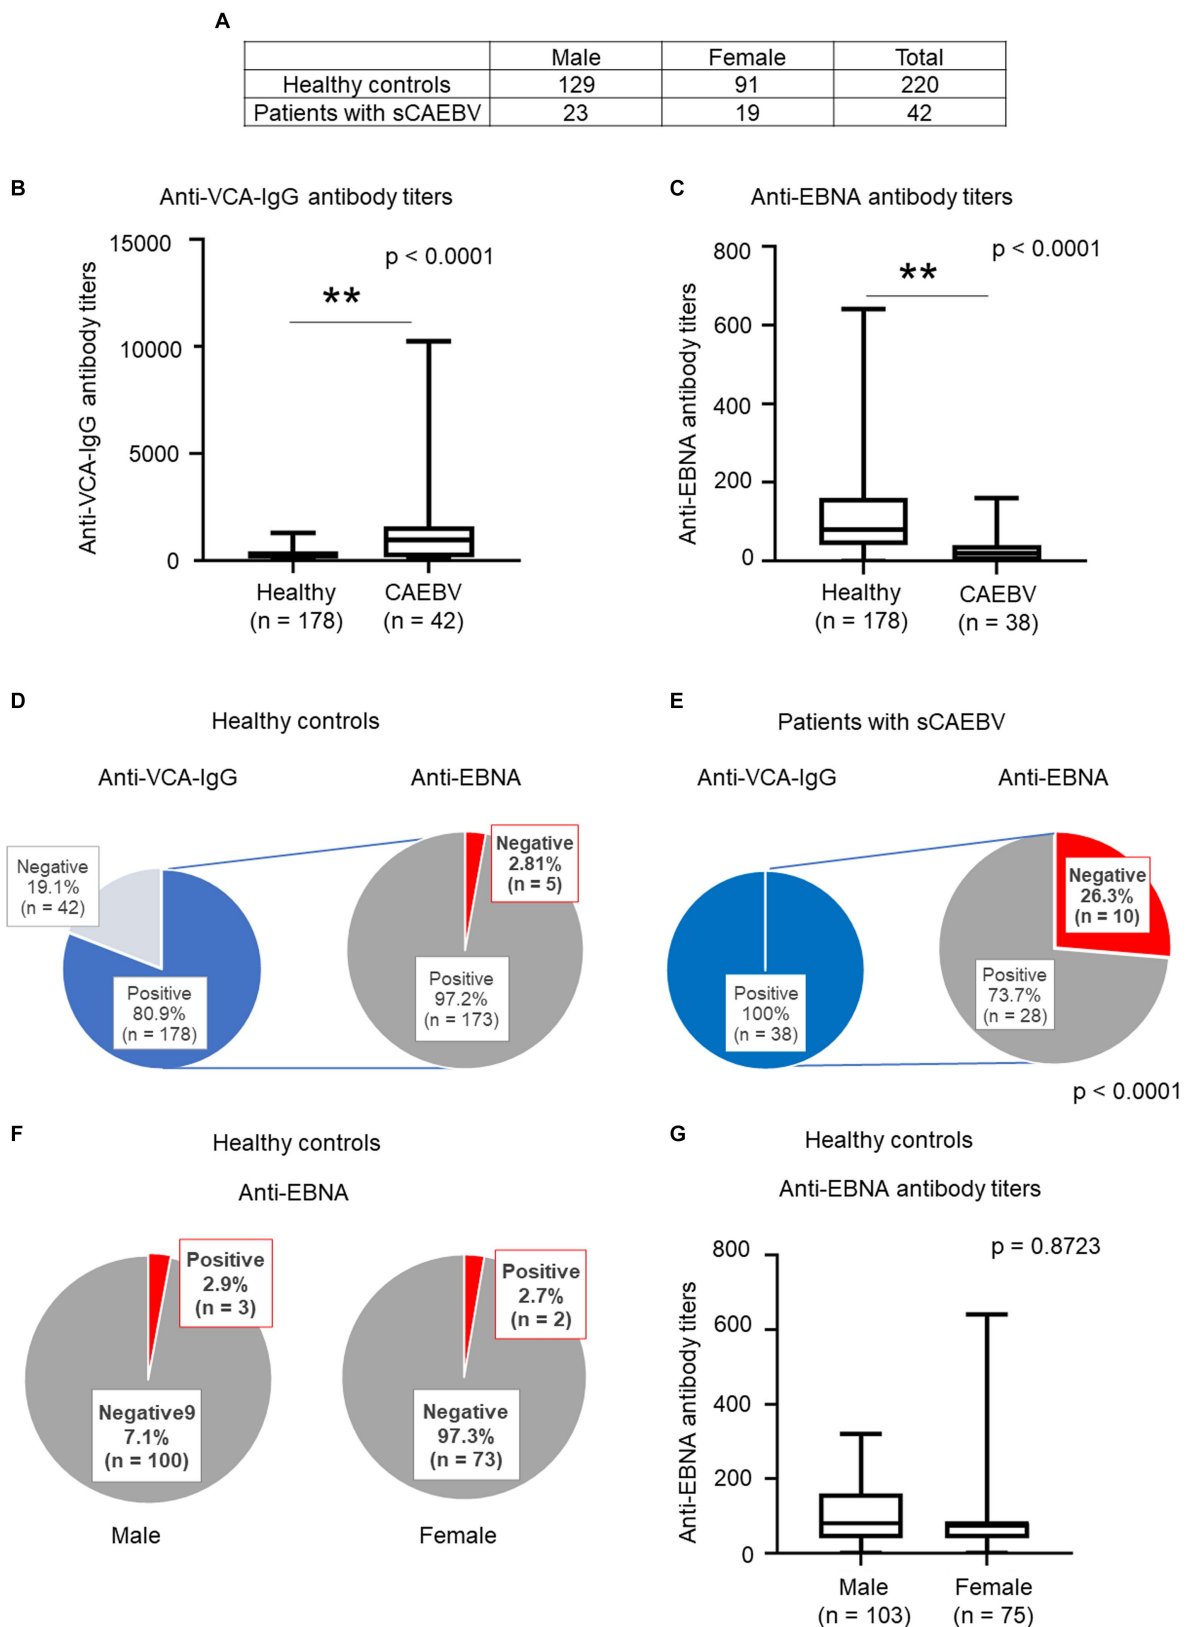 A
Male Female Total
Healthy controls 129 91 220
Patients with sCAEBV 23 19 42
B
Anti-VCA-IgG antibody titers
p < 0.0001
**
Anti-VCA-IgG antibody titers
15000
10000
5000
0
Healthy
(n = 178)
CAEBV
(n = 42)
C
Anti-EBNA antibody titers
p < 0.0001
**
Anti-EBNA antibody titers
800
600
400
200
0
Healthy
(n = 178)
CAEBV
(n = 38)
D
Healthy controls
Anti-VCA-IgG
Anti-EBNA
Negative
19.1%
(n = 42)
Positive
80.9%
(n = 178)
Negative
2.81%
(n = 5)
Positive
97.2%
(n = 173)
E
Patients with sCAEBV
Anti-VCA-IgG
Anti-EBNA
Positive
100%
(n = 38)
Negative
26.3%
(n = 10)
Positive
73.7%
(n = 28)
p < 0.0001
F
Healthy controls
Anti-EBNA
Positive
2.9%
(n = 3)
Negative9
7.1%
(n = 100)
Male
Positive
2.7%
(n = 2)
Negative
97.3%
(n = 73)
Female
G
Healthy controls
Anti-EBNA antibody titers
p = 0.8723
Anti-EBNA antibody titers
800
600
400
200
0
Male
(n = 103)
Female
(n = 75)